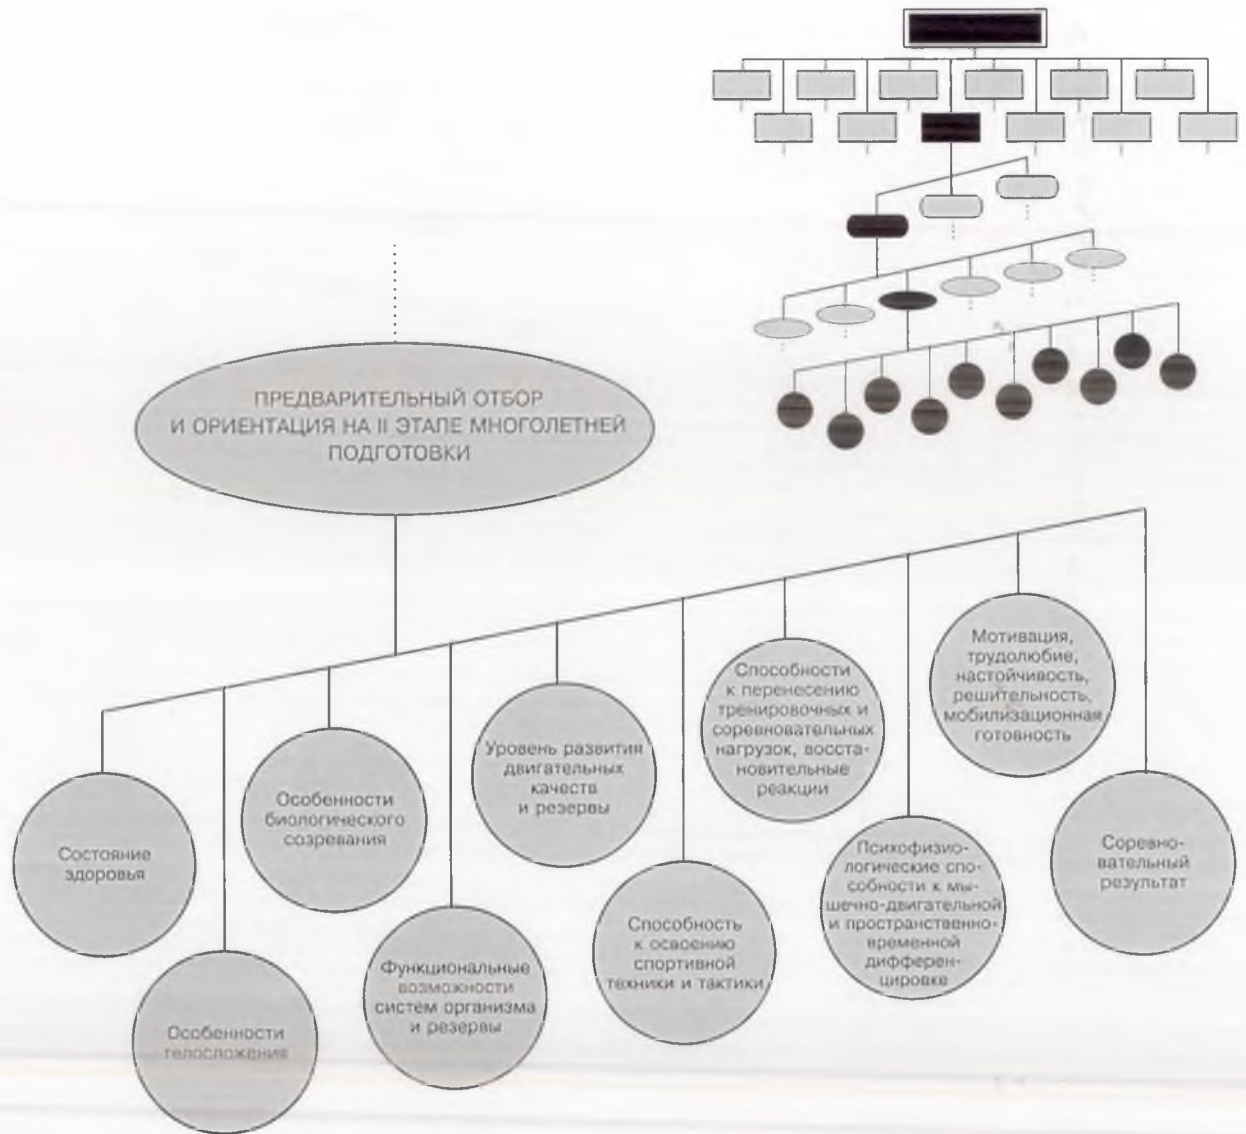 ПРЕДВАРИТЕЛЬНЫЙ ОТБОР
И ОРИЕНТАЦИЯ НА II ЭТАПЕ МНОГОЛЕТНЕЙ
ПОДГОТОВКИ
Состояние
здоровья
Особенности
телосложения
Особенности
биологического
созревания
Функциональные
возможности
систем организма
и резервы
Уровень развития
двигательных
качеств
и резервы
Способность
к освоению
спортивной
техники и тактики
Способности
к перенесению
тренировочных и
соревновательных
нагрузок, восста-
новительные
реакции
Психофизио-
логические спо-
собности к мы-
шечно-двигательной
и пространственно-
временной
дифферен-
цировке
Мотивация,
трудолюбие,
настойчивость,
решительность,
мобилизационная
готовность
Соревно-
вательный
результат